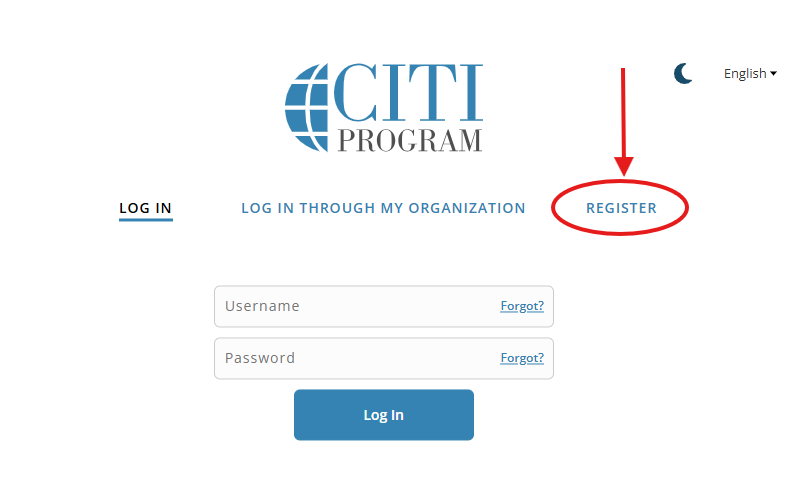 CITI
PROGRAM
English
LOG IN
LOG IN THROUGH MY ORGANIZATION
REGISTER
Username
Forgot?
Password
Forgot?
Log In